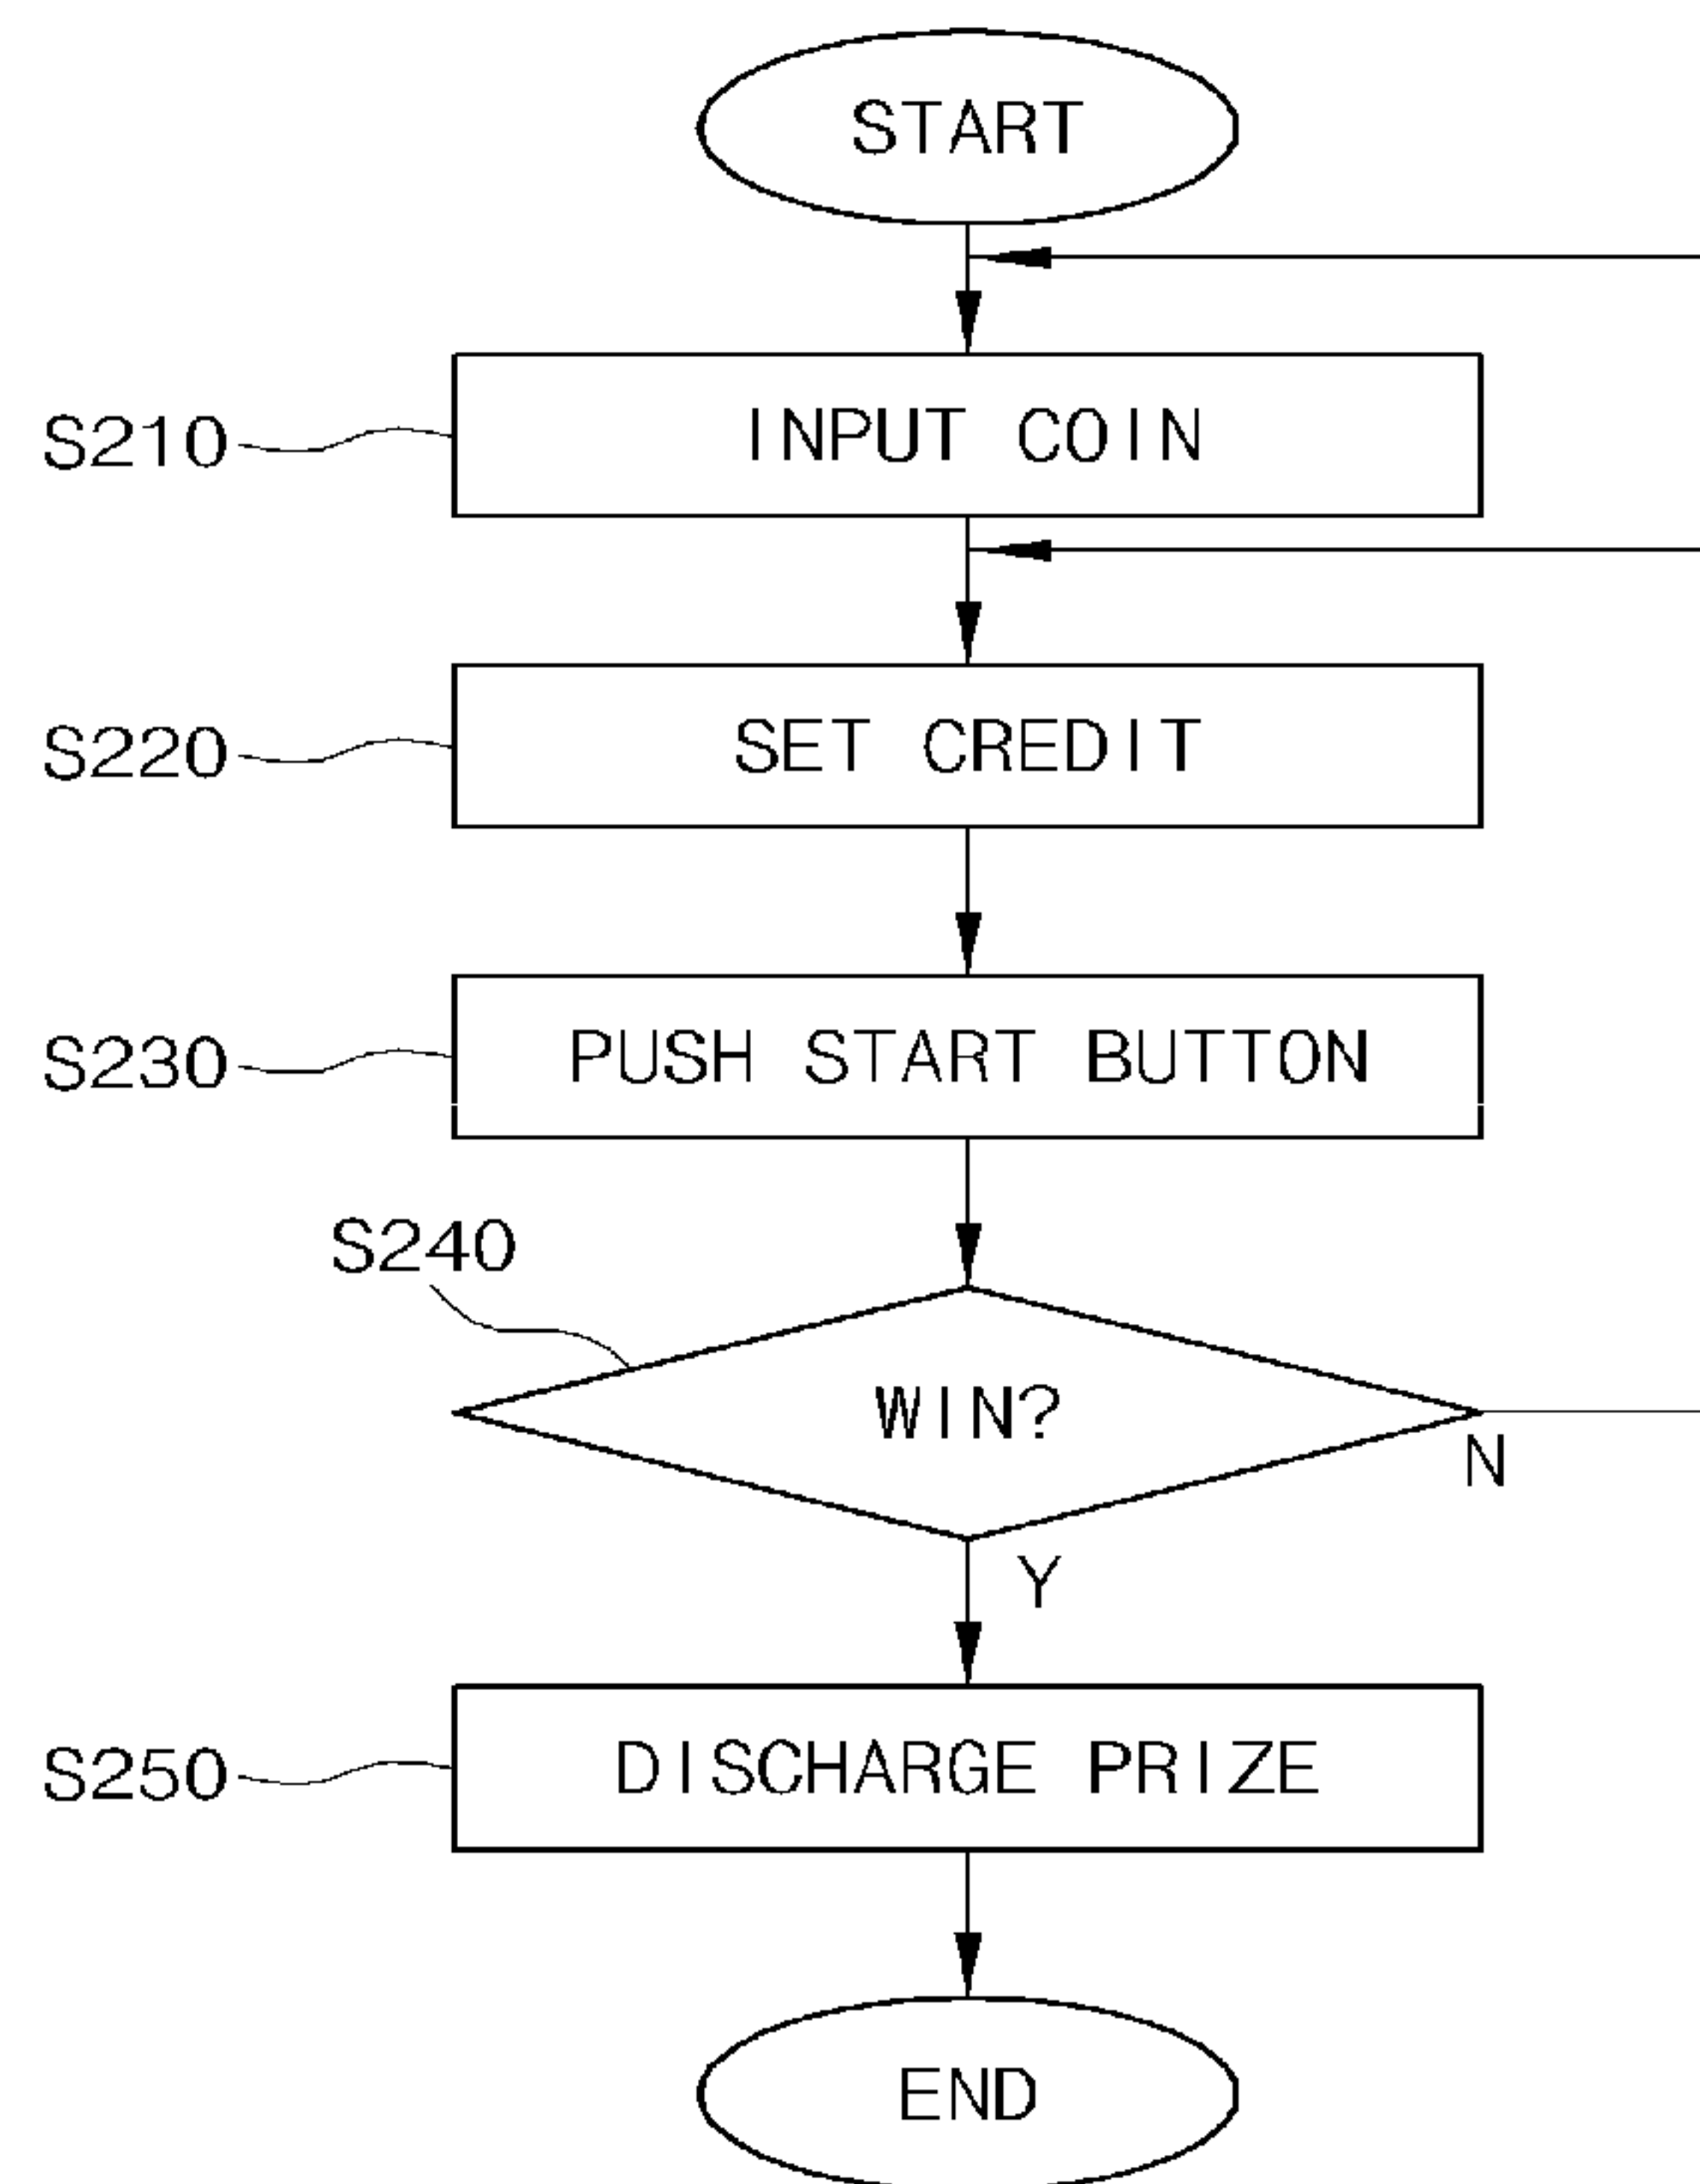 START
S210
INPUT COIN
S220
SET CREDIT
S230
PUSH START BUTTON
S240
WIN?
N
Y
S250
DISCHARGE PRIZE
END